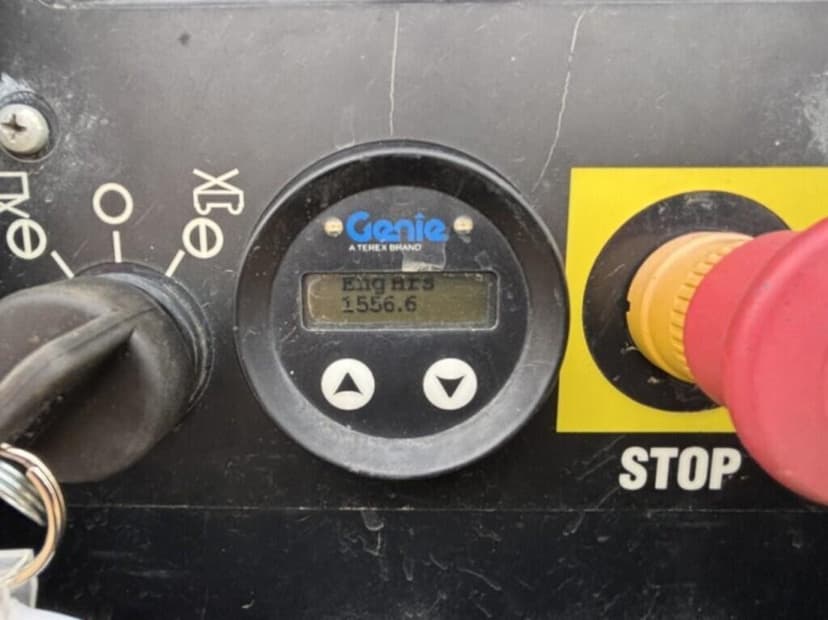 Genie
A TEREX BRAND
Eng Hrs
1556.6
STOP